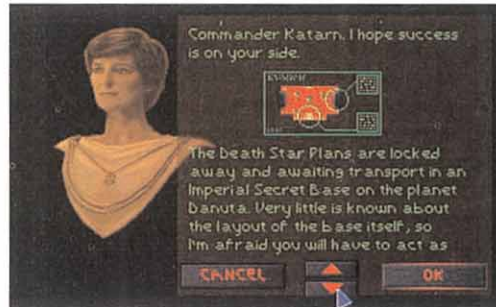 Commander Katarn. I hope success
is on your side.
The Death Star Plans are locked
away and awaiting transport in an
Imperial Secret Base on the planet
Danuta. Very little is known about
the layout of the base itself, so
I'm afraid you will have to act as
CANCEL
OK